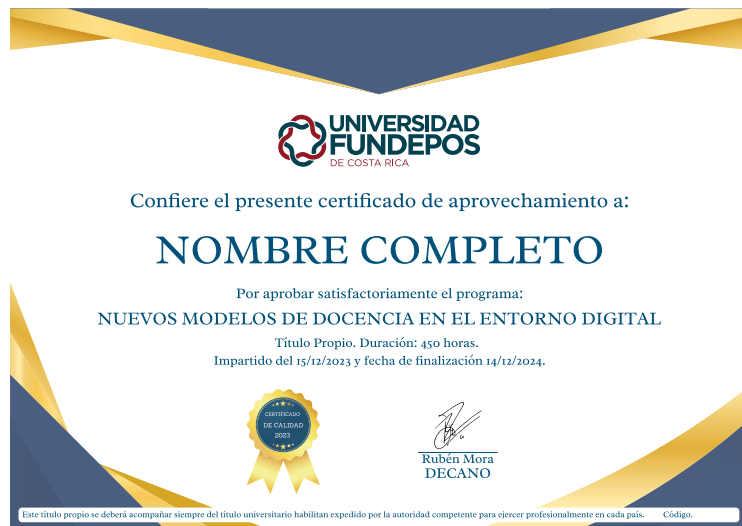 UNIVERSIDAD
FUNDEPOS
DE COSTA RICA
Confiere el presente certificado de aprovechamiento a:
NOMBRE COMPLETO
Por aprobar satisfactoriamente el programa:
NUEVOS MODELOS DE DOCENCIA EN EL ENTORNO DIGITAL
Título Propio. Duración: 450 horas.
Impartido del 15/12/2023 y fecha de finalización 14/12/2024.
CERTIFICADO
DE CALIDAD
2023
Rubén Mora
DECANO
Este título propio se deberá acompañar siempre del título universitario habilitan expedido por la autoridad competente para ejercer profesionalmente en cada país. Código.